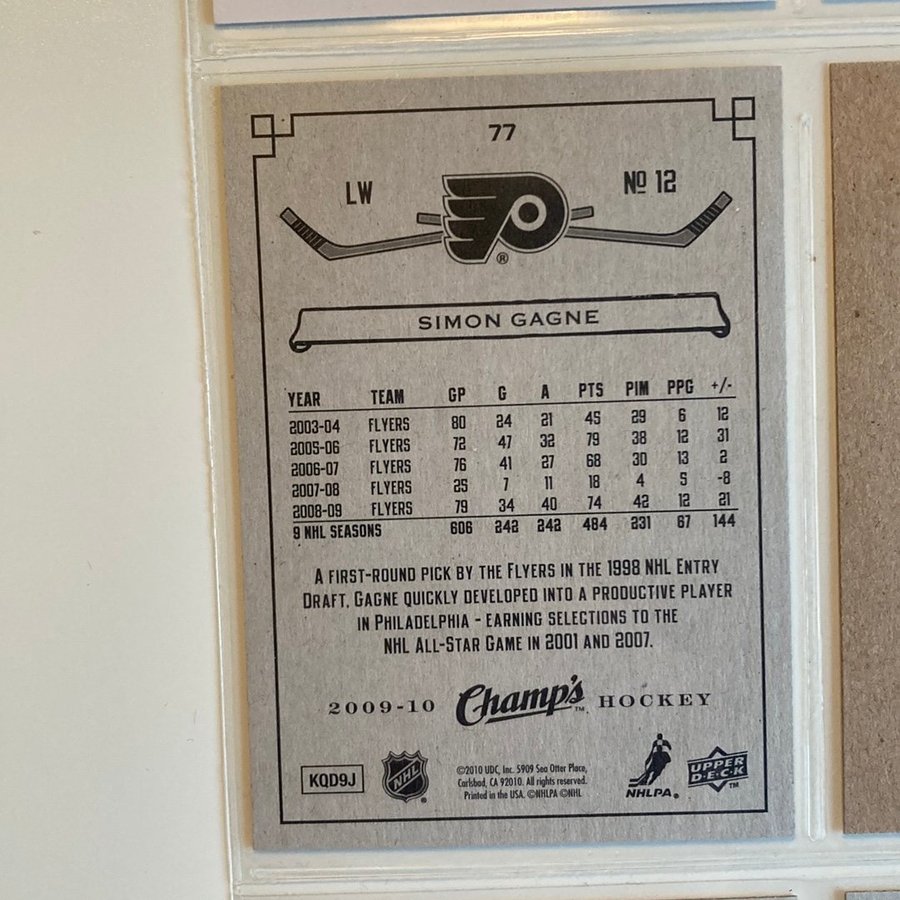 77
LW
№ 12
®
SIMON GAGNE
YEAR TEAM GP G A PTS PIM PPG +/-
2003-04 FLYERS 80 24 21 45 29 6 12
2005-06 FLYERS 72 47 32 79 38 12 31
2006-07 FLYERS 76 41 27 68 30 13 2
2007-08 FLYERS 25 7 11 18 4 5 -8
2008-09 FLYERS 79 34 40 74 42 12 21
9 NHL SEASONS 606 242 242 484 231 67 144
A FIRST-ROUND PICK BY THE FLYERS IN THE 1998 NHL ENTRY
DRAFT, GAGNE QUICKLY DEVELOPED INTO A PRODUCTIVE PLAYER
IN PHILADELPHIA - EARNING SELECTIONS TO THE
NHL ALL-STAR GAME IN 2001 AND 2007.
2009-10 Champ's™ HOCKEY
KQD9J
NHL®
©2010 UDC, Inc. 5909 Sea Otter Place,
Carlsbad, CA 92010. All rights reserved.
Printed in the USA. ©NHLPA ©NHL
NHLPA®
UPPER
D·E·C·K™